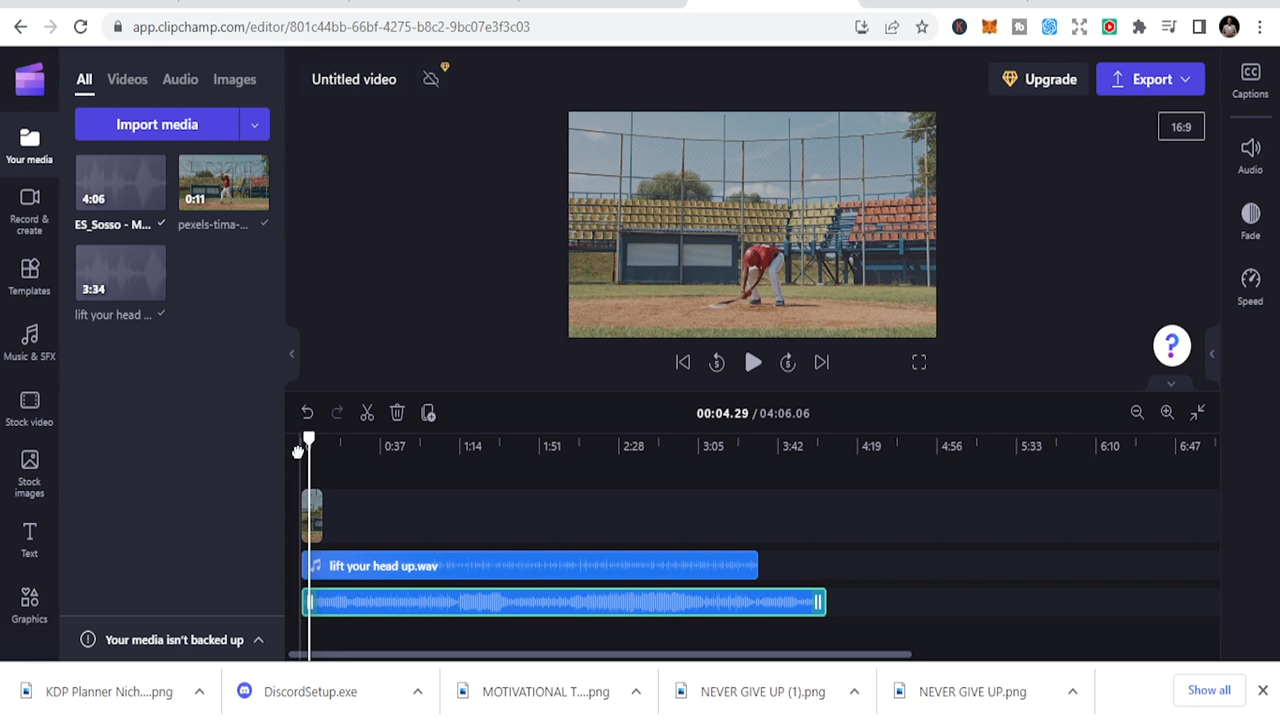 app.clipchamp.com/editor/801c44bb-66bf-4275-b8c2-9bc07e3f3c03
All Videos Audio Images
Untitled video
Upgrade
Export
CC
Captions
Import media
16:9
Your media
4:06
0:11
ES_Sosso - M...
pexels-tima-...
Audio
Record & create
3:34
lift your head ...
Fade
Templates
Speed
Music & SFX
5
5
?
Stock video
00:04.29 / 04:06.06
0:37 1:14 1:51 2:28 3:05 3:42 4:19 4:56 5:33 6:10 6:47
Stock images
T
Text
lift your head up.wav
Graphics
Your media isn't backed up
KDP Planner Nich....png
DiscordSetup.exe
MOTIVATIONAL T....png
NEVER GIVE UP (1).png
NEVER GIVE UP.png
Show all